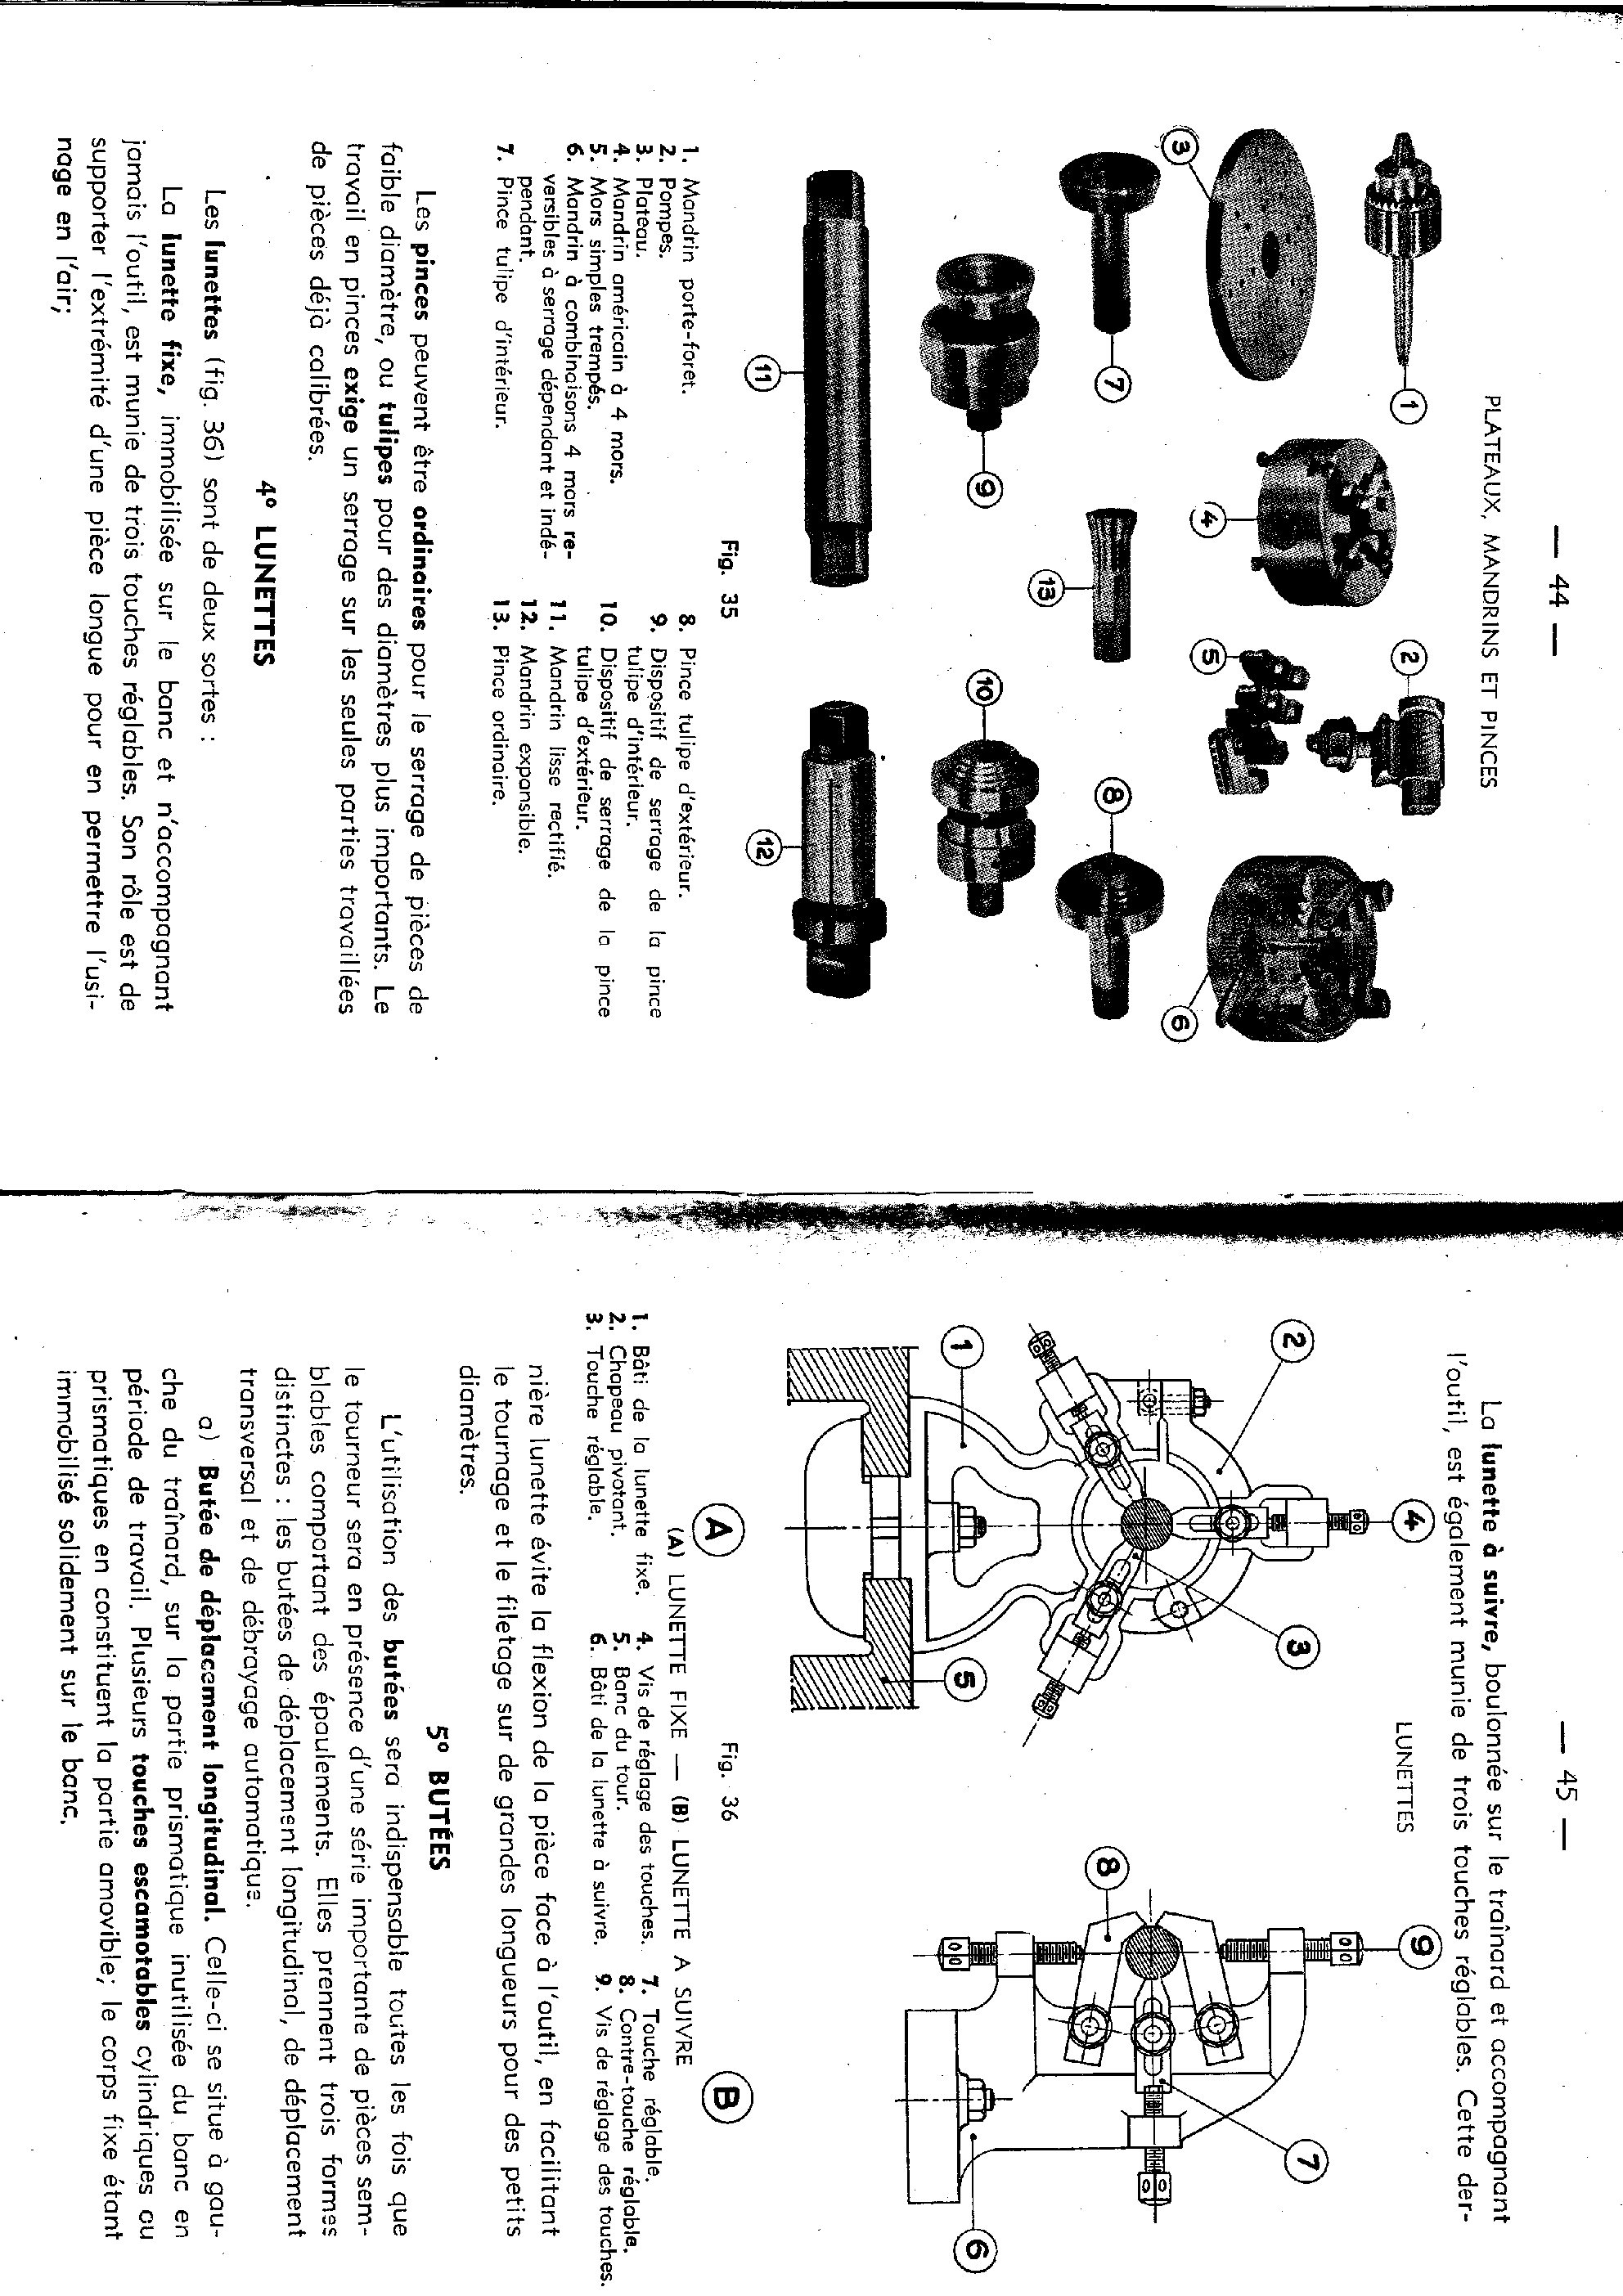 — 44 —
PLATEAUX, MANDRINS ET PINCES
1
2
3
4
5
6
7
8
9
10
13
11
12
Fig. 35
1. Mandrin porte-foret.
2. Pompes.
3. Plateau.
4. Mandrin américain à 4 mors.
5. Mors simples trempés.
6. Mandrin à combinaisons 4 mors re-
versibles à serrage dépendant et indé-
pendant.
7. Pince tulipe d'intérieur.
8. Pince tulipe d'extérieur.
9. Dispositif de serrage de la pince
tulipe d'intérieur.
10. Dispositif de serrage de la pince
tulipe d'extérieur.
11. Mandrin lisse rectifié.
12. Mandrin expansible.
13. Pince ordinaire.
Les pinces peuvent être ordinaires pour le serrage de pièces de
faible diamètre, ou tulipes pour des diamètres plus importants. Le
travail en pinces exige un serrage sur les seules parties travaillées
de pièces déjà calibrées.
4° LUNETTES
Les lunettes (fig. 36) sont de deux sortes :
La lunette fixe, immobilisée sur le banc et n'accompagnant
jamais l'outil, est munie de trois touches réglables. Son rôle est de
supporter l'extrémité d'une pièce longue pour en permettre l'usi-
nage en l'air;
— 45 —
La lunette à suivre, boulonnée sur le traînard et accompagnant
l'outil, est également munie de trois touches réglables. Cette der-
LUNETTES
4
9
2
3
8
7
1
5
6
A
B
Fig. 36
(A) LUNETTE FIXE — (B) LUNETTE A SUIVRE
1. Bâti de la lunette fixe.
2. Chapeau pivotant.
3. Touche réglable.
4. Vis de réglage des touches.
5. Banc du tour.
6. Bâti de la lunette à suivre.
7. Touche réglable.
8. Contre-touche réglable.
9. Vis de réglage des touches.
nière lunette évite la flexion de la pièce face à l'outil, en facilitant
le tournage et le filetage sur de grandes longueurs pour des petits
diamètres.
5° BUTÉES
L'utilisation des butées sera indispensable toutes les fois que
le tourneur sera en présence d'une série importante de pièces sem-
blables comportant des épaulements. Elles prennent trois formes
distinctes : les butées de déplacement longitudinal, de déplacement
transversal et de débrayage automatique.
a) Butée de déplacement longitudinal. Celle-ci se situe à gau-
che du traînard, sur la partie prismatique inutilisée du banc en
période de travail. Plusieurs touches escamotables cylindriques ou
prismatiques en constituent la partie amovible; le corps fixe étant
immobilisé solidement sur le banc.